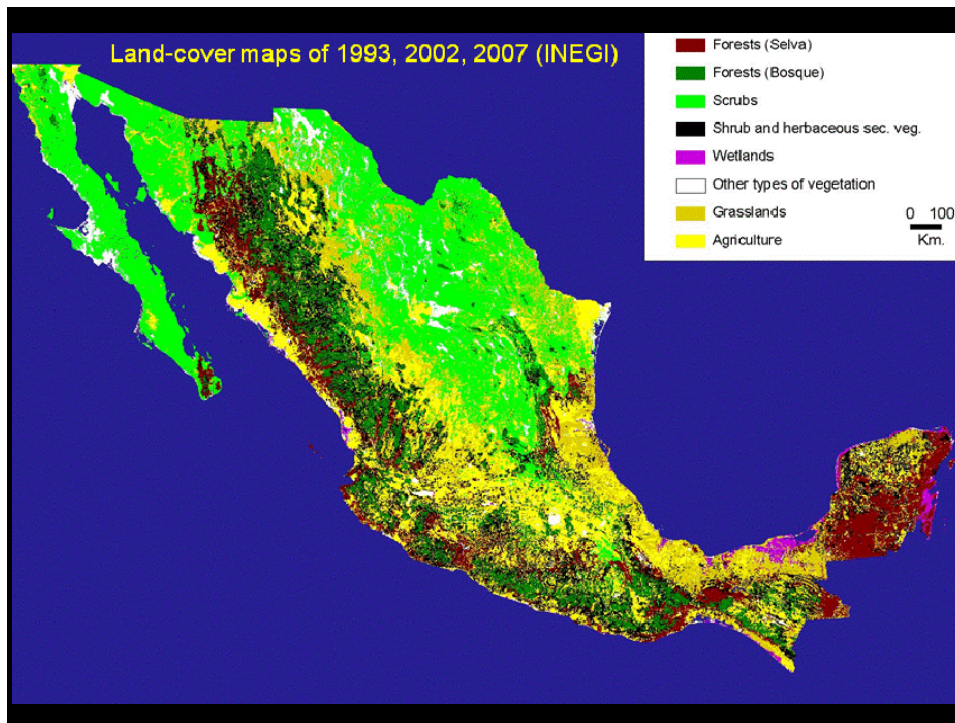 Land-cover maps of 1993, 2002, 2007 (INEGI)
Forests (Selva)
Forests (Bosque)
Scrubs
Shrub and herbaceous sec. veg.
Wetlands
Other types of vegetation
Grasslands
Agriculture
0 100
Km.